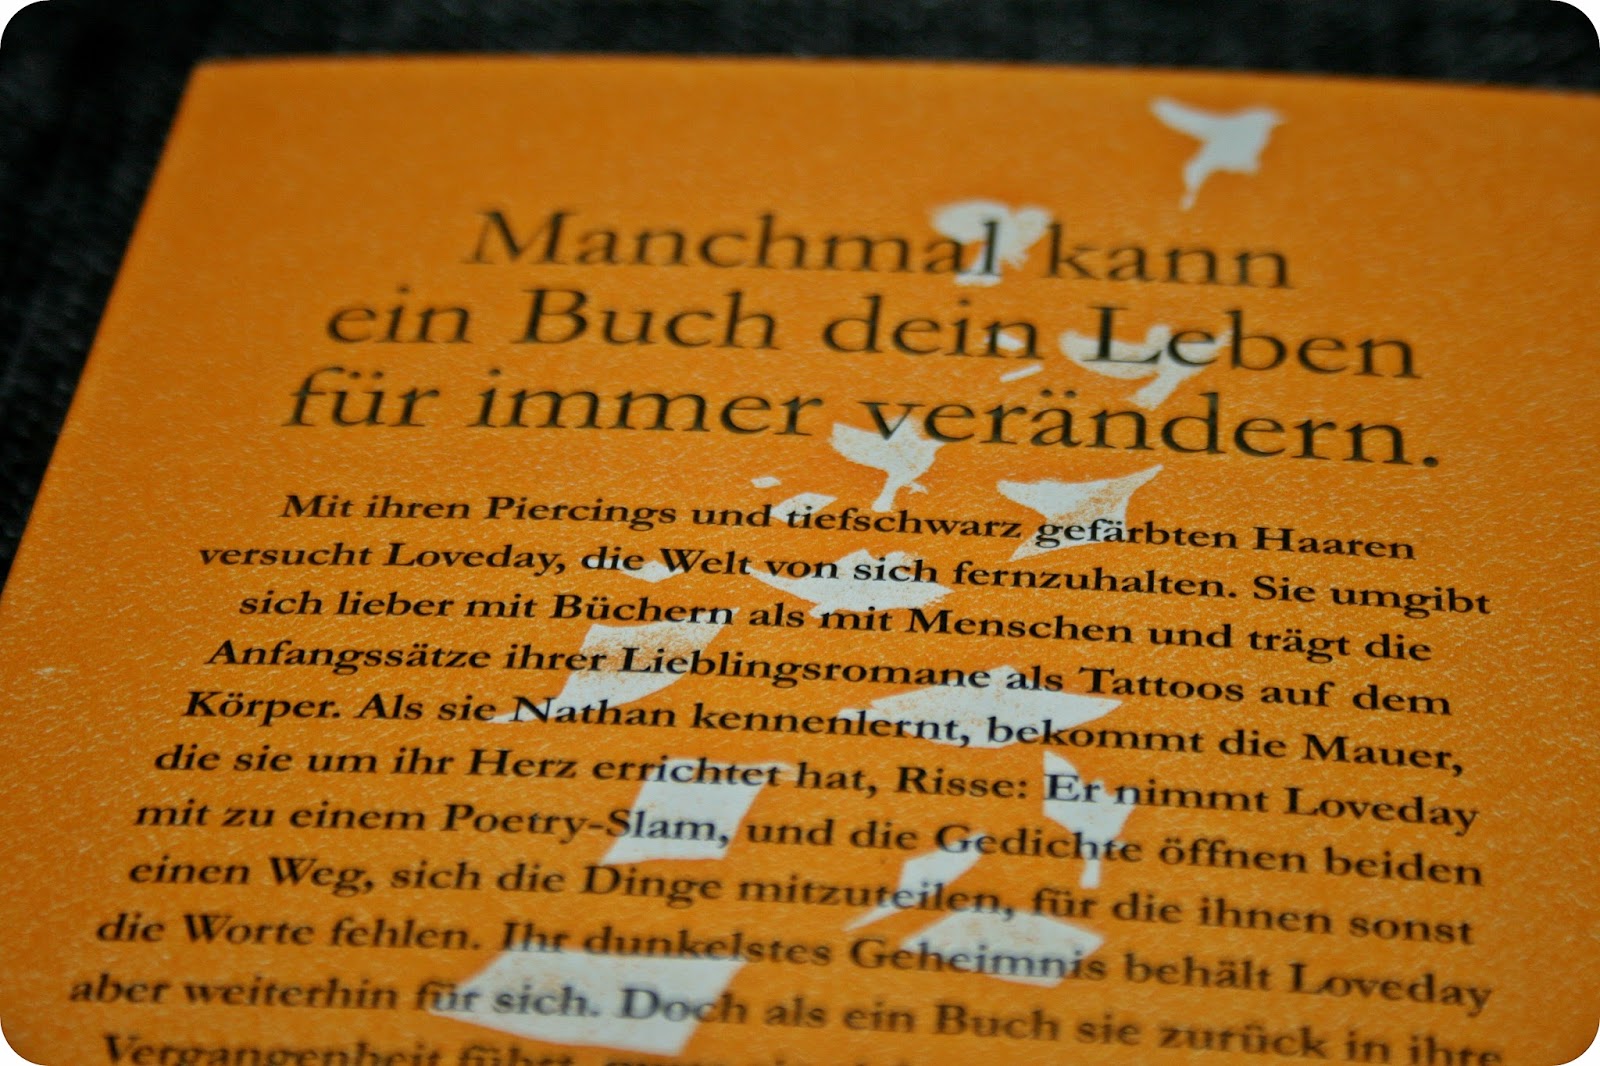 Manchmal kann
ein Buch dein Leben
für immer verändern.
Mit ihren Piercings und tiefschwarz gefärbten Haaren
versucht Loveday, die Welt von sich fernzuhalten. Sie umgibt
sich lieber mit Büchern als mit Menschen und trägt die
Anfangssätze ihrer Lieblingsromane als Tattoos auf dem
Körper. Als sie Nathan kennenlernt, bekommt die Mauer,
die sie um ihr Herz errichtet hat, Risse: Er nimmt Loveday
mit zu einem Poetry-Slam, und die Gedichte öffnen beiden
einen Weg, sich die Dinge mitzuteilen, für die ihnen sonst
die Worte fehlen. Ihr dunkelstes Geheimnis behält Loveday
aber weiterhin für sich. Doch als ein Buch sie zurück in ihre
Vergangenheit führt,